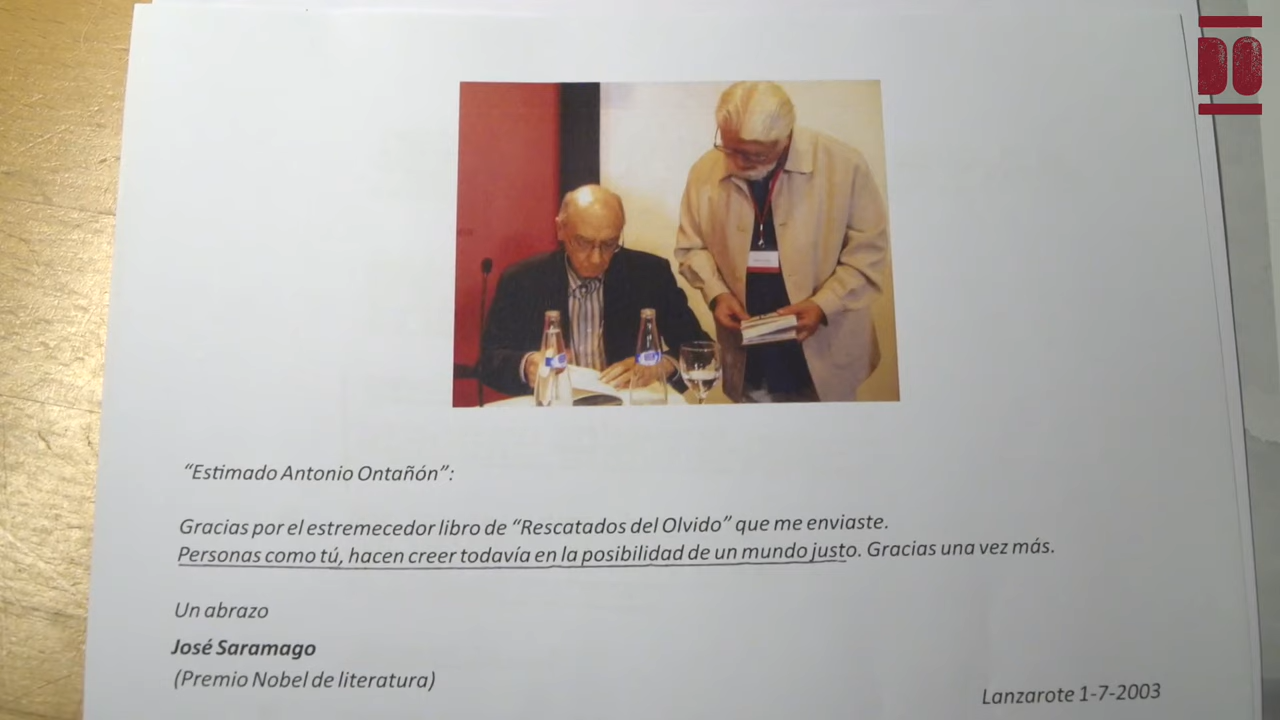 DO
“Estimado Antonio Ontañón”:
Gracias por el estremecedor libro de “Rescatados del Olvido” que me enviaste.
Personas como tú, hacen creer todavía en la posibilidad de un mundo justo. Gracias una vez más.
Un abrazo
José Saramago
(Premio Nobel de literatura)
Lanzarote 1-7-2003